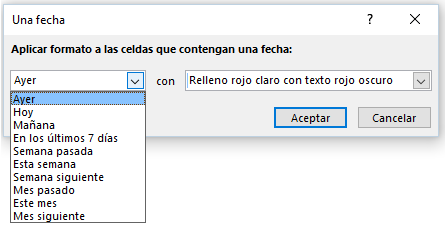 Una fecha
?
Aplicar formato a las celdas que contengan una fecha:
Ayer con Relleno rojo claro con texto rojo oscuro
Ayer
Hoy
Mañana
En los últimos 7 días
Semana pasada
Esta semana
Semana siguiente
Mes pasado
Este mes
Mes siguiente
Aceptar Cancelar